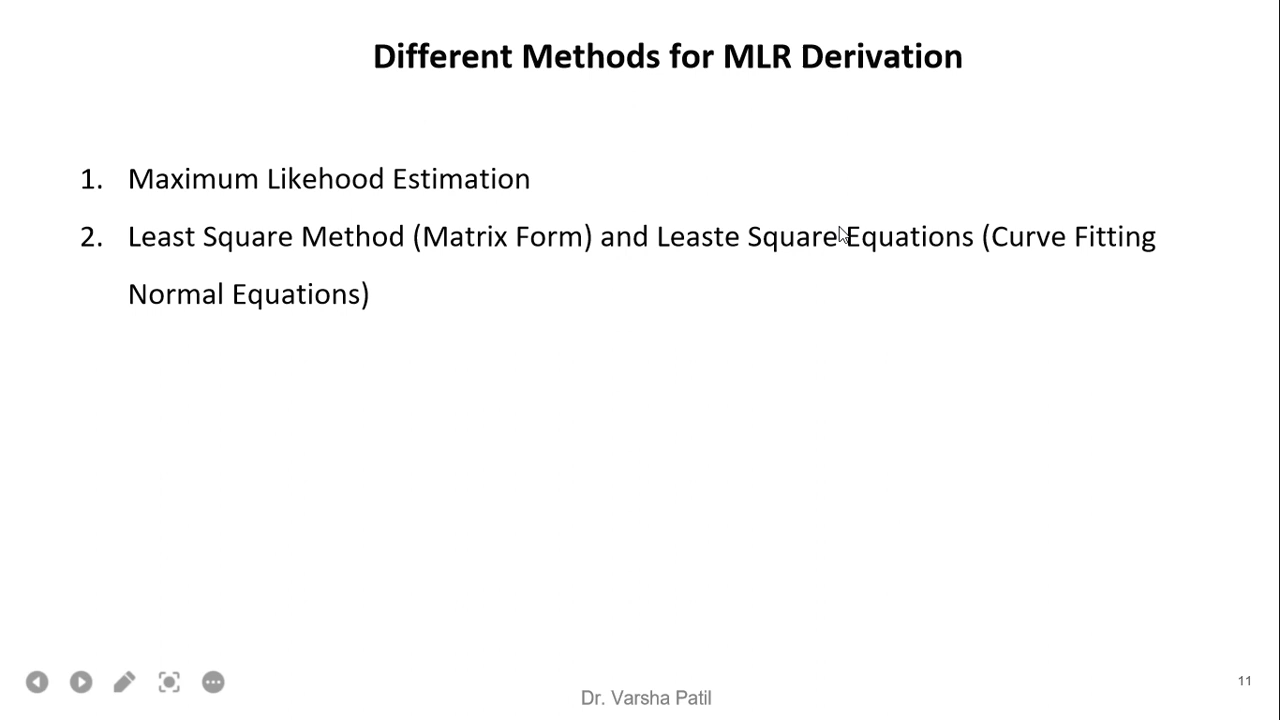 Different Methods for MLR Derivation
1. Maximum Likehood Estimation
2. Least Square Method (Matrix Form) and Leaste Square Equations (Curve Fitting
Normal Equations)
11
Dr. Varsha Patil